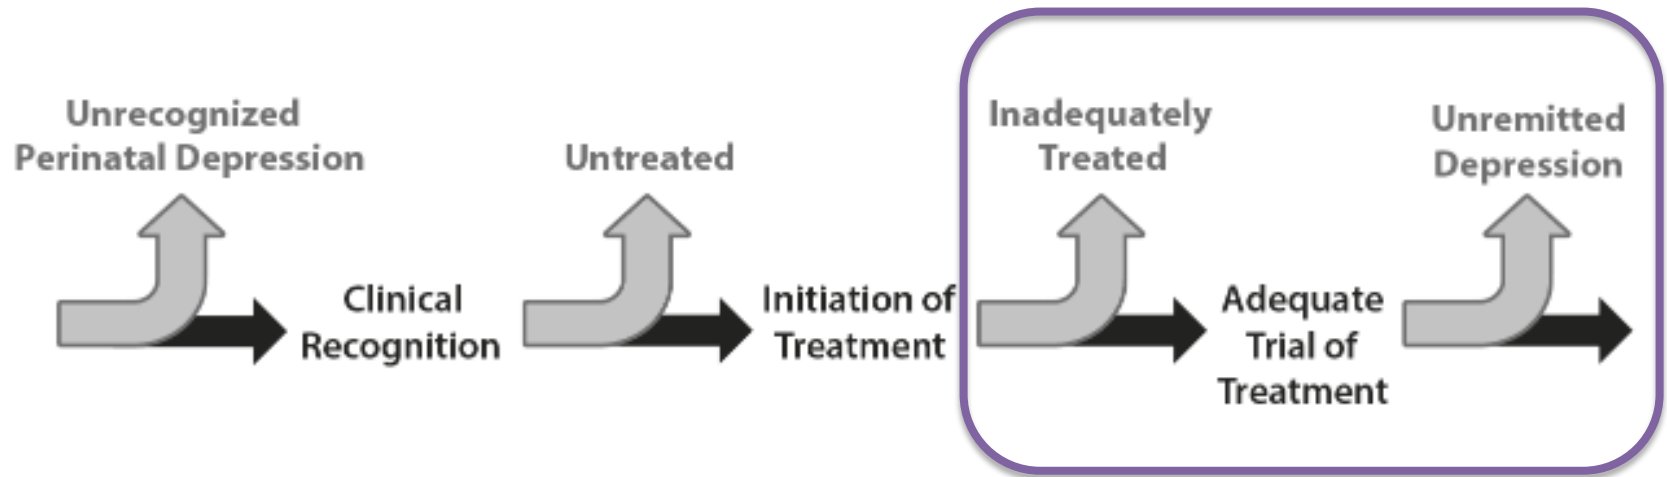 Unrecognized
Perinatal Depression
Clinical
Recognition
Untreated
Initiation of
Treatment
Inadequately
Treated
Adequate
Trial of
Treatment
Unremitted
Depression